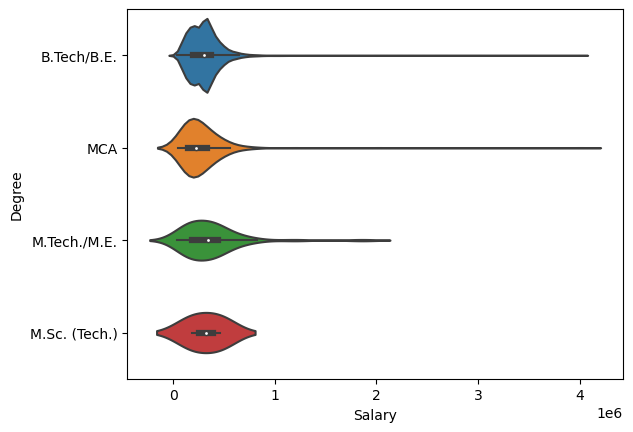 B.Tech/B.E.
MCA
M.Tech./M.E.
M.Sc. (Tech.)
Degree
0 1 2 3 4
1e6
Salary